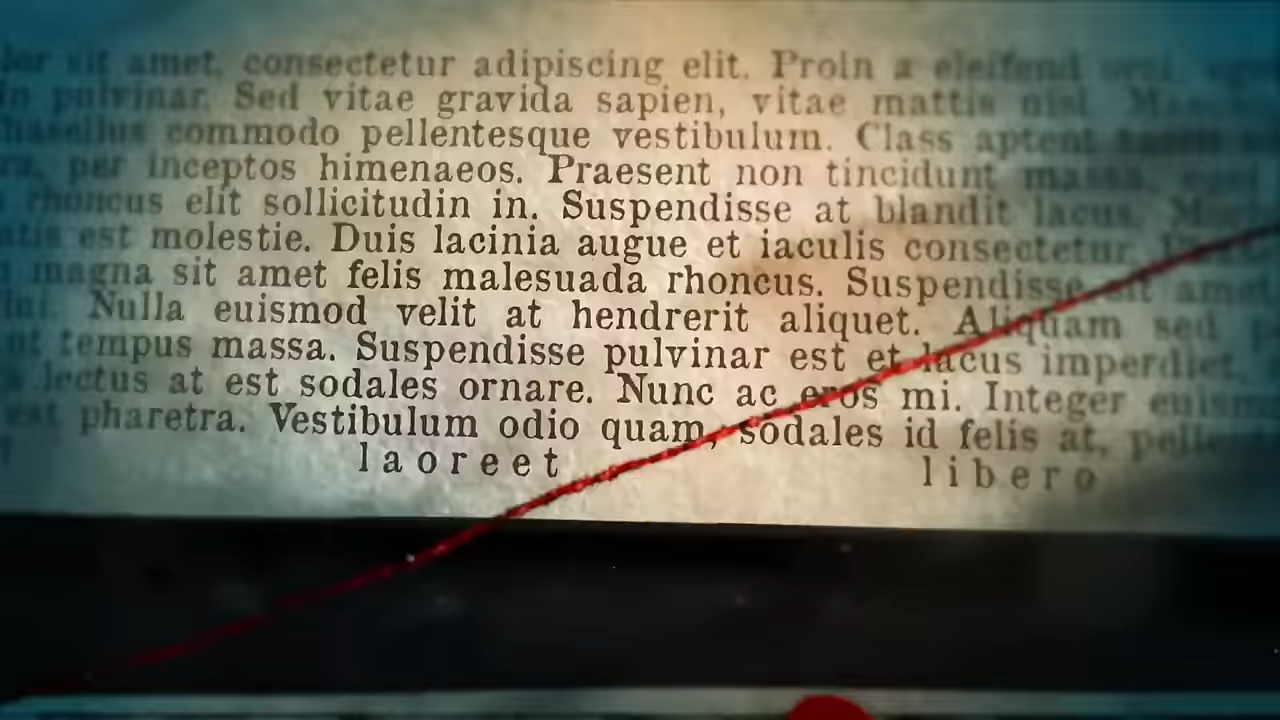 sit amet, consectetur adipiscing elit. Proin a eleifend
in pulvinar. Sed vitae gravida sapien, vitae mattis nisl.
commodo pellentesque vestibulum. Class aptent
per inceptos himenaeos. Praesent non tincidunt massa,
rhoncus elit sollicitudin in. Suspendisse at blandit lacus.
est molestie. Duis lacinia augue et iaculis consectetur.
magna sit amet felis malesuada rhoncus. Suspendisse sit amet
Nulla euismod velit at hendrerit aliquet. Aliquam sed
tempus massa. Suspendisse pulvinar est et lacus imperdiet.
lectus at est sodales ornare. Nunc ac eros mi. Integer
est pharetra. Vestibulum odio quam, sodales id felis at,
laoreet libero